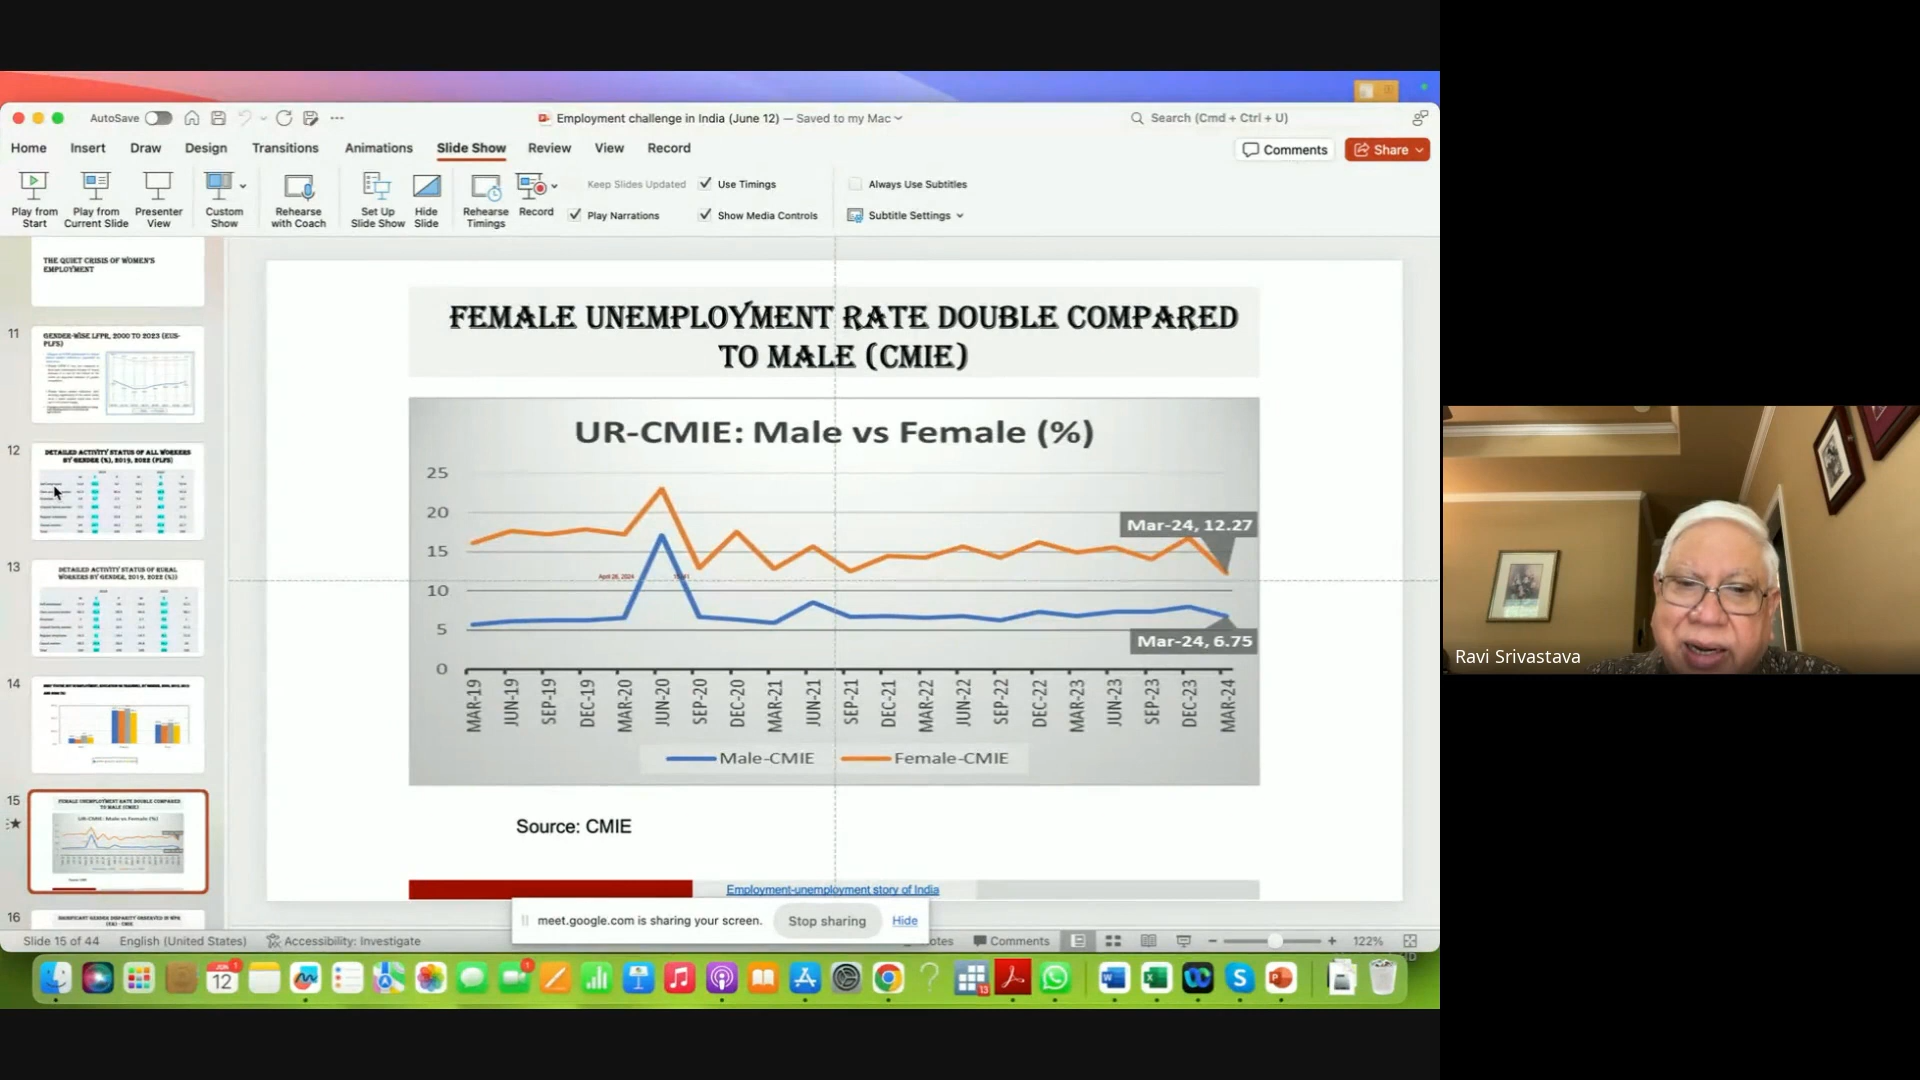 AutoSave
Employment challenge in India (June 12) — Saved to my Mac
Search (Cmd + Ctrl + U)
Home Insert Draw Design Transitions Animations Slide Show Review View Record
Comments Share
Play from Start
Play from Current Slide
Presenter View
Custom Show
Rehearse with Coach
Set Up Slide Show
Hide Slide
Rehearse Timings
Record
Keep Slides Updated
Use Timings
Play Narrations
Show Media Controls
Always Use Subtitles
Subtitle Settings
THE QUIET CRISIS OF WOMEN'S
EMPLOYMENT
11
GENDER-WISE LFPR, 2000 TO 2023 (EUS-
PLFS)
12
DETAILED ACTIVITY STATUS OF ALL WORKERS
BY GENDER (%), 2019, 2022 (PLFS)
13
DETAILED ACTIVITY STATUS OF RURAL
WORKERS BY GENDER, 2019, 2022 (%))
14
15
FEMALE UNEMPLOYMENT RATE DOUBLE COMPARED
TO MALE (CMIE)
UR-CMIE: Male vs Female (%)
16
SIGNIFICANT GENDER DISPARITY OBSERVED IN WPR
FEMALE UNEMPLOYMENT RATE DOUBLE COMPARED
TO MALE (CMIE)
UR-CMIE: Male vs Female (%)
25
20
15
10
5
0
Mar-24, 12.27
April 28, 2024
Mar-24, 6.75
MAR-19 JUN-19 SEP-19 DEC-19 MAR-20 JUN-20 SEP-20 DEC-20 MAR-21 JUN-21 SEP-21 DEC-21 MAR-22 JUN-22 SEP-22 DEC-22 MAR-23 JUN-23 SEP-23 DEC-23 MAR-24
Male-CMIE Female-CMIE
Source: CMIE
Employment-unemployment story of India
meet.google.com is sharing your screen. Stop sharing Hide
Slide 15 of 44 English (United States) Accessibility: Investigate
Comments
122%
JUN
12
1
1
13
Ravi Srivastava